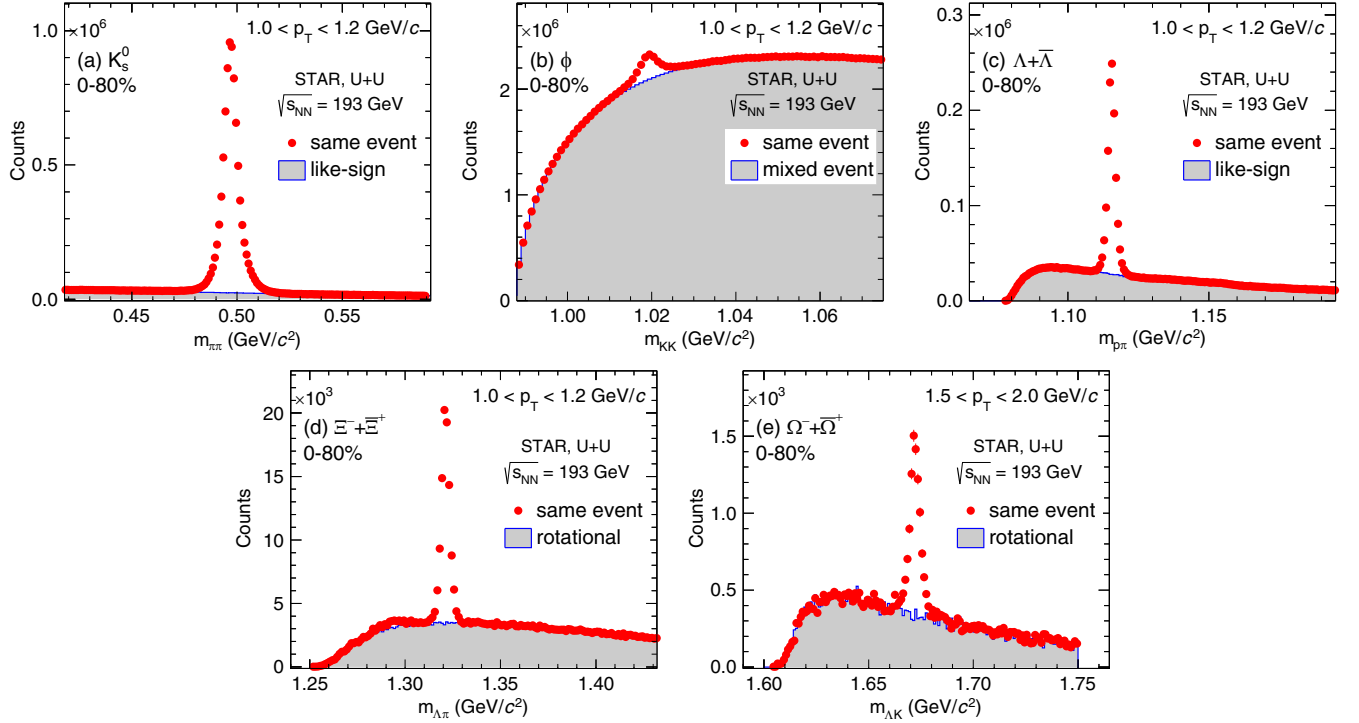 ×10⁶
1.0 < p_T < 1.2 GeV/c
(a) K⁰ₛ
0-80%
STAR, U+U
√s_NN = 193 GeV
same event
like-sign
Counts
1.0
0.5
0.0
0.45
0.50
0.55
m_ππ (GeV/c²)
×10⁶
1.0 < p_T < 1.2 GeV/c
(b) ϕ
0-80%
STAR, U+U
√s_NN = 193 GeV
same event
mixed event
Counts
2
1
0
1.00
1.02
1.04
1.06
m_KK (GeV/c²)
×10⁶
1.0 < p_T < 1.2 GeV/c
(c) Λ+Λ̅
0-80%
STAR, U+U
√s_NN = 193 GeV
same event
like-sign
Counts
0.3
0.2
0.1
0.0
1.10
1.15
m_pπ (GeV/c²)
×10³
1.0 < p_T < 1.2 GeV/c
(d) Ξ⁻+Ξ̅⁺
0-80%
STAR, U+U
√s_NN = 193 GeV
same event
rotational
Counts
20
15
10
5
0
1.25
1.30
1.35
1.40
m_Λπ (GeV/c²)
×10³
1.5 < p_T < 2.0 GeV/c
(e) Ω⁻+Ω̅⁺
0-80%
STAR, U+U
√s_NN = 193 GeV
same event
rotational
Counts
1.5
1.0
0.5
0.0
1.60
1.65
1.70
1.75
m_ΛK (GeV/c²)